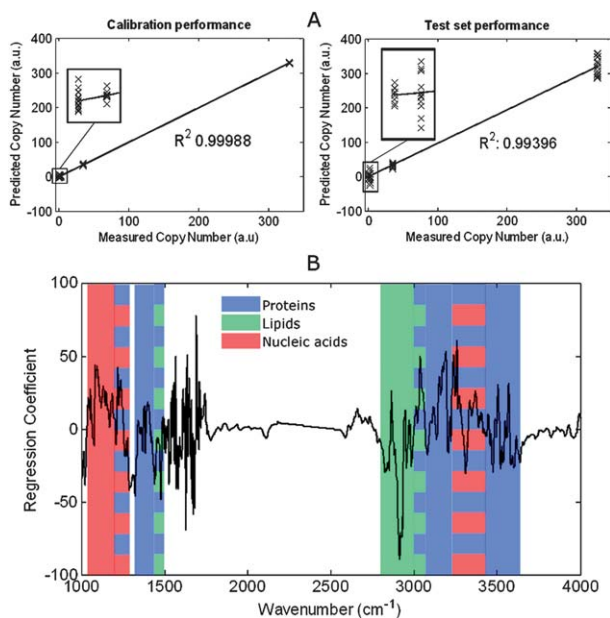 Calibration performance
A
Test set performance
Predicted Copy Number (a.u.)
400
300
200
100
0
-100
R² 0.99988
0
100
200
300
Measured Copy Number (a.u)
Predicted Copy Number (a.u.)
400
300
200
100
0
-100
R²: 0.99396
0
100
200
300
Measured Copy Number (a.u.)
B
Regression Coefficient
100
50
0
-50
-100
Proteins
Lipids
Nucleic acids
1000
1500
2000
2500
3000
3500
4000
Wavenumber (cm⁻¹)